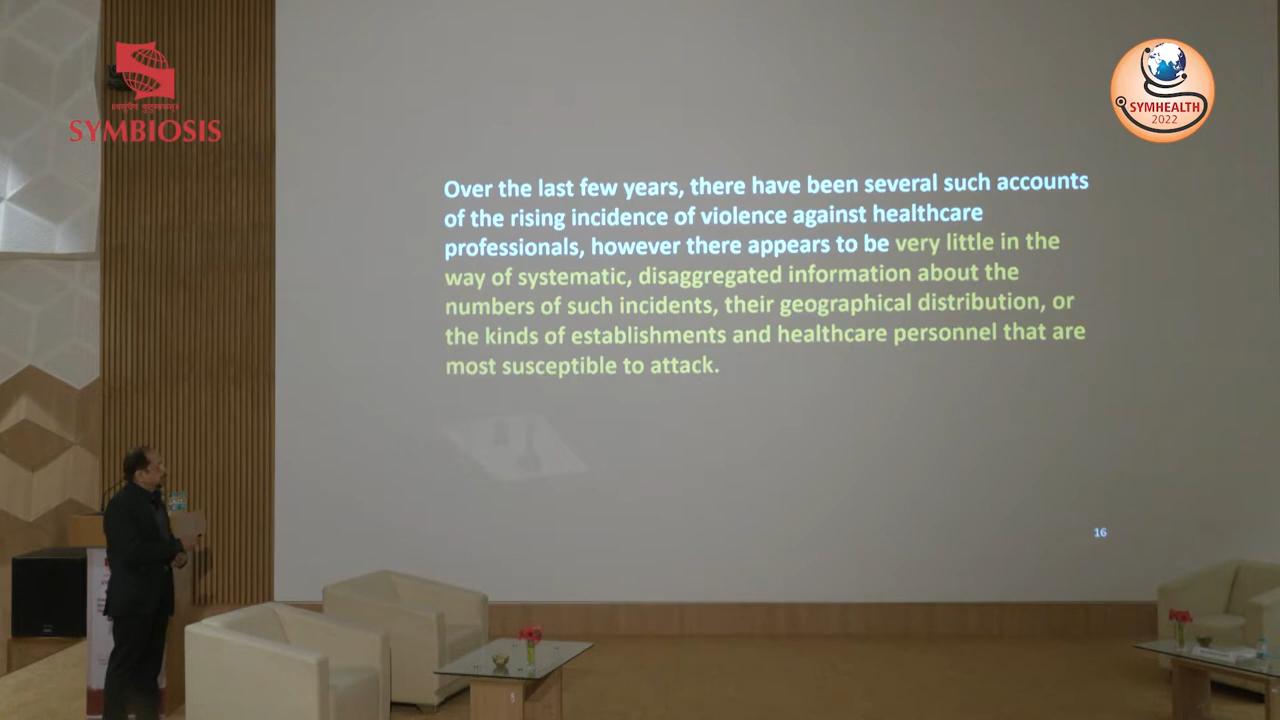 SYMBIOSIS
SYMHEALTH
2022
Over the last few years, there have been several such accounts
of the rising incidence of violence against healthcare
professionals, however there appears to be very little in the
way of systematic, disaggregated information about the
numbers of such incidents, their geographical distribution, or
the kinds of establishments and healthcare personnel that are
most susceptible to attack.
16